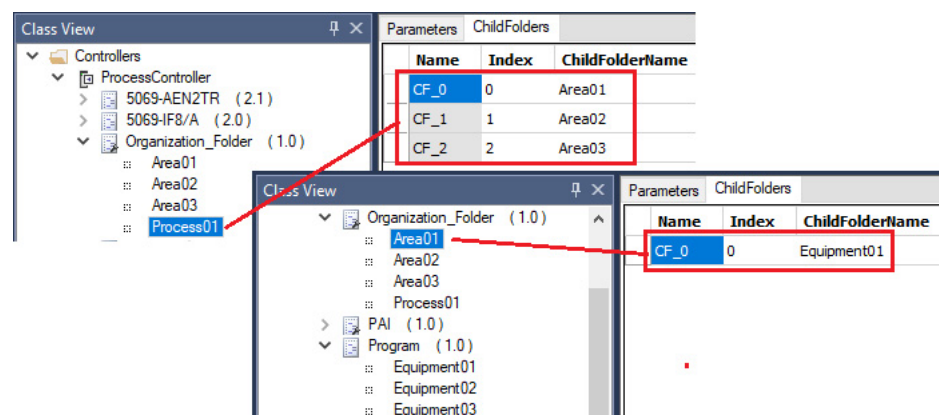 Class View
Controllers
ProcessController
5069-AEN2TR (2.1)
5069-IF8/A (2.0)
Organization_Folder (1.0)
Area01
Area02
Area03
Process01
Parameters ChildFolders
Name Index ChildFolderName
CF_0 0 Area01
CF_1 1 Area02
CF_2 2 Area03
Class View
Organization_Folder (1.0)
Area01
Area02
Area03
Process01
PAI (1.0)
Program (1.0)
Equipment01
Equipment02
Equipment03
Parameters ChildFolders
Name Index ChildFolderName
CF_0 0 Equipment01